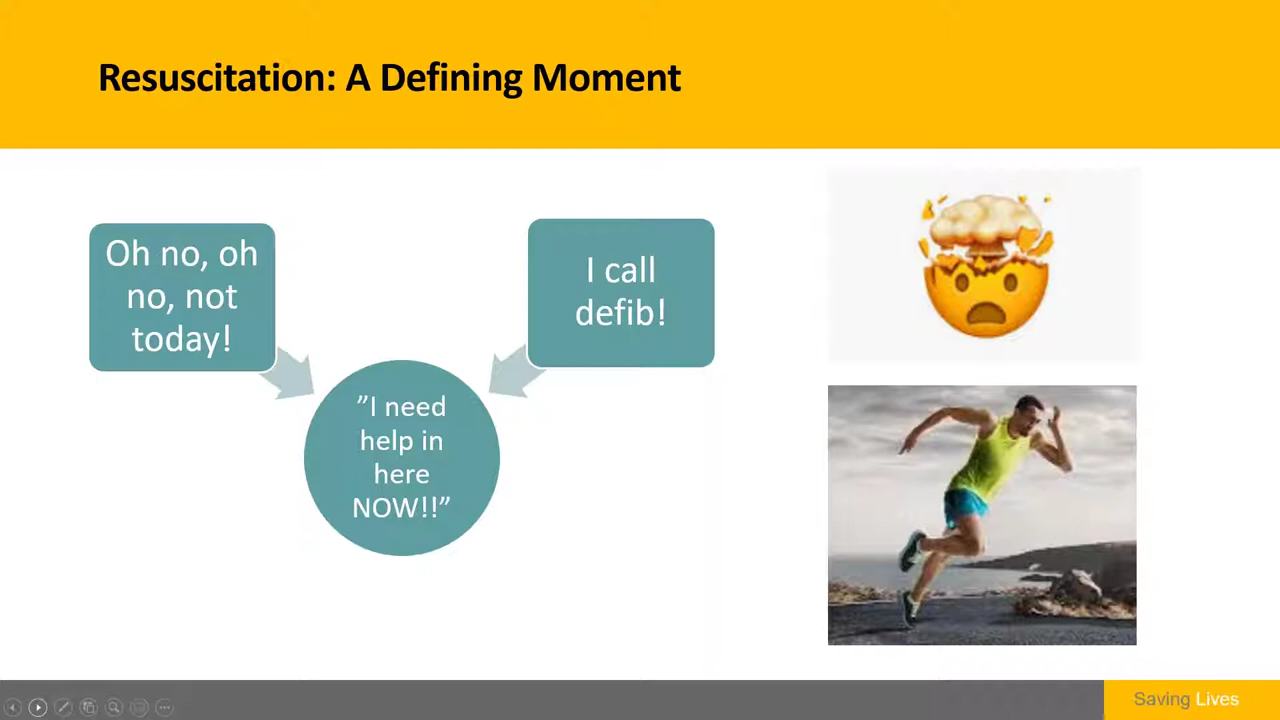 Resuscitation: A Defining Moment
Oh no, oh
no, not
today!
I call
defib!
”I need
help in
here
NOW!!”
Saving Lives